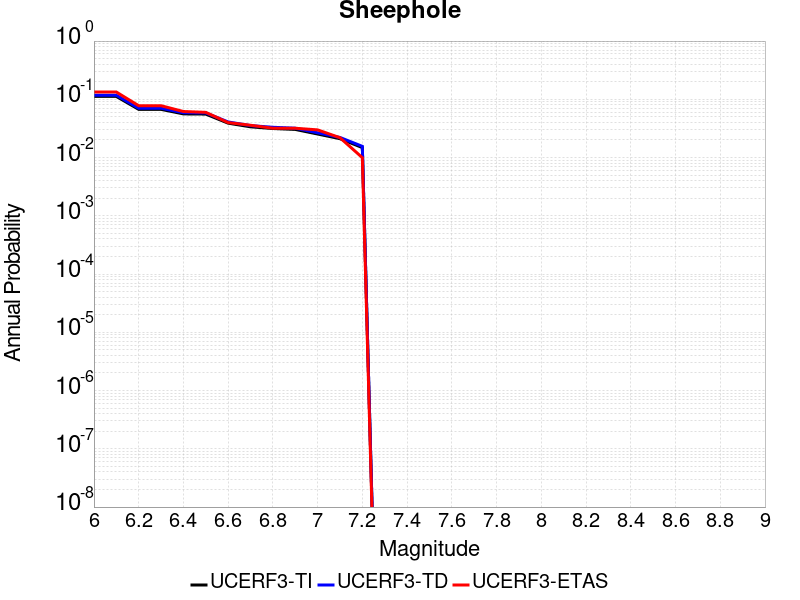 Sheephole
10^0
10^-1
10^-2
10^-3
10^-4
10^-5
10^-6
10^-7
10^-8
Annual Probability
6 6.2 6.4 6.6 6.8 7 7.2 7.4 7.6 7.8 8 8.2 8.4 8.6 8.8 9
Magnitude
UCERF3-TI UCERF3-TD UCERF3-ETAS